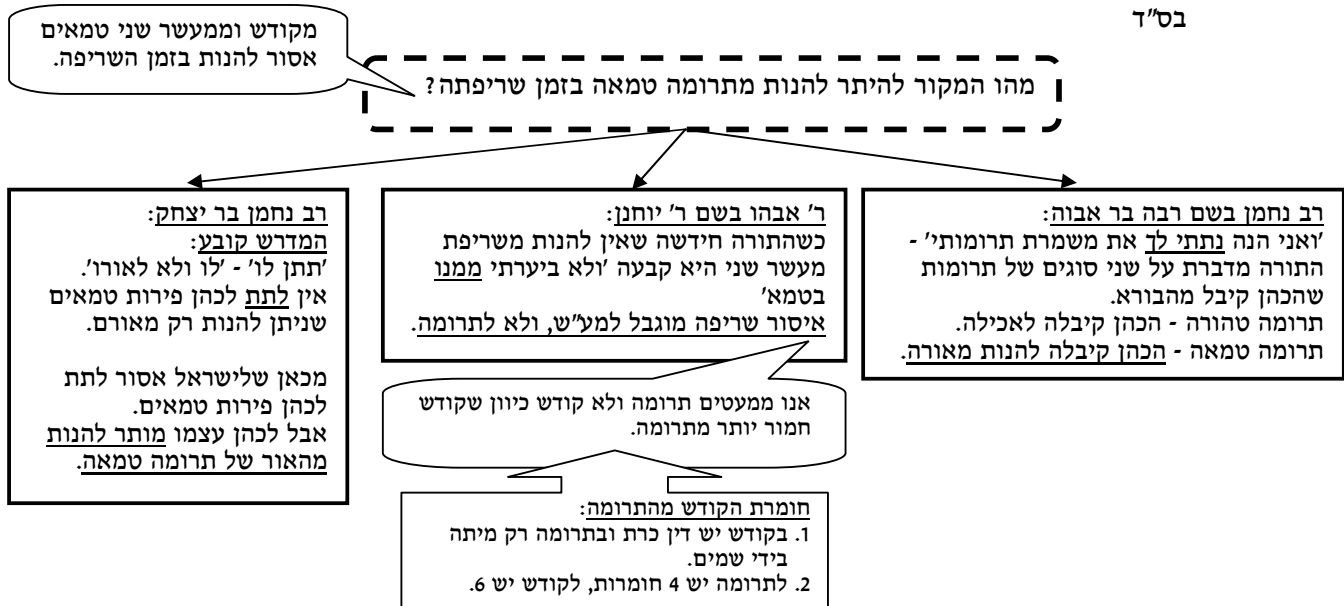 בס"ד
מקודש וממעשר שני טמאים
אסור להנות בזמן השריפה.
מהו המקור להיתר להנות מתרומה טמאה בזמן שריפתה?
רב נחמן בשם רבה בר אבוה:
'ואני הנה נתתי לך את משמרת תרומותי' -
התורה מדברת על שני סוגים של תרומות
שהכהן קיבל מהבורא.
תרומה טהורה - הכהן קיבלה לאכילה.
תרומה טמאה - הכהן קיבלה להנות מאורה.
ר' אבהו בשם ר' יוחנן:
כשהתורה חידשה שאין להנות משריפת
מעשר שני היא קבעה 'ולא ביערתי ממנו
בטמא'
איסור שריפה מוגבל למע"ש, ולא לתרומה.
אנו ממעטים תרומה ולא קודש כיוון שקודש
חמור יותר מתרומה.
חומרת הקודש מהתרומה:
1. בקודש יש דין כרת ובתרומה רק מיתה
בידי שמים.
2. לתרומה יש 4 חומרות, לקודש יש 6.
רב נחמן בר יצחק:
המדרש קובע:
'תתן לו' - 'לו ולא לאורו'.
אין לתת לכהן פירות טמאים
שניתן להנות רק מאורם.
מכאן שלישראל אסור לתת
לכהן פירות טמאים.
אבל לכהן עצמו מותר להנות
מהאור של תרומה טמאה.